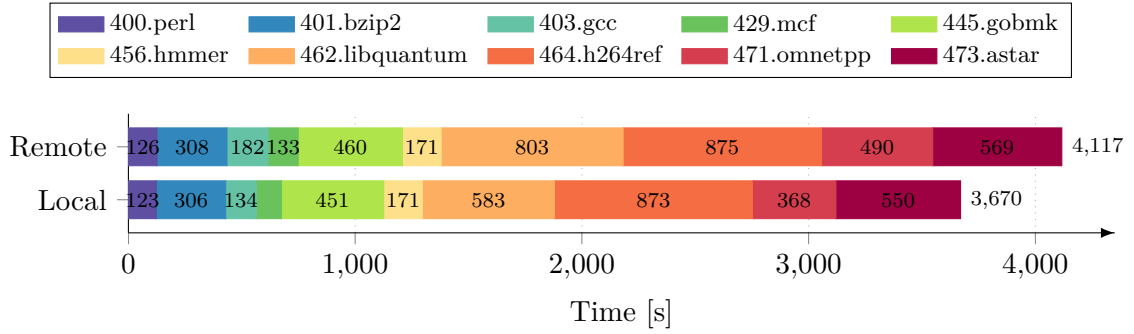 400.perl 401.bzip2 403.gcc 429.mcf 445.gobmk
456.hmmer 462.libquantum 464.h264ref 471.omnetpp 473.astar
Remote 126 308 182 133 460 171 803 875 490 569 4,117
Local 123 306 134 451 171 583 873 368 550 3,670
0 1,000 2,000 3,000 4,000
Time [s]